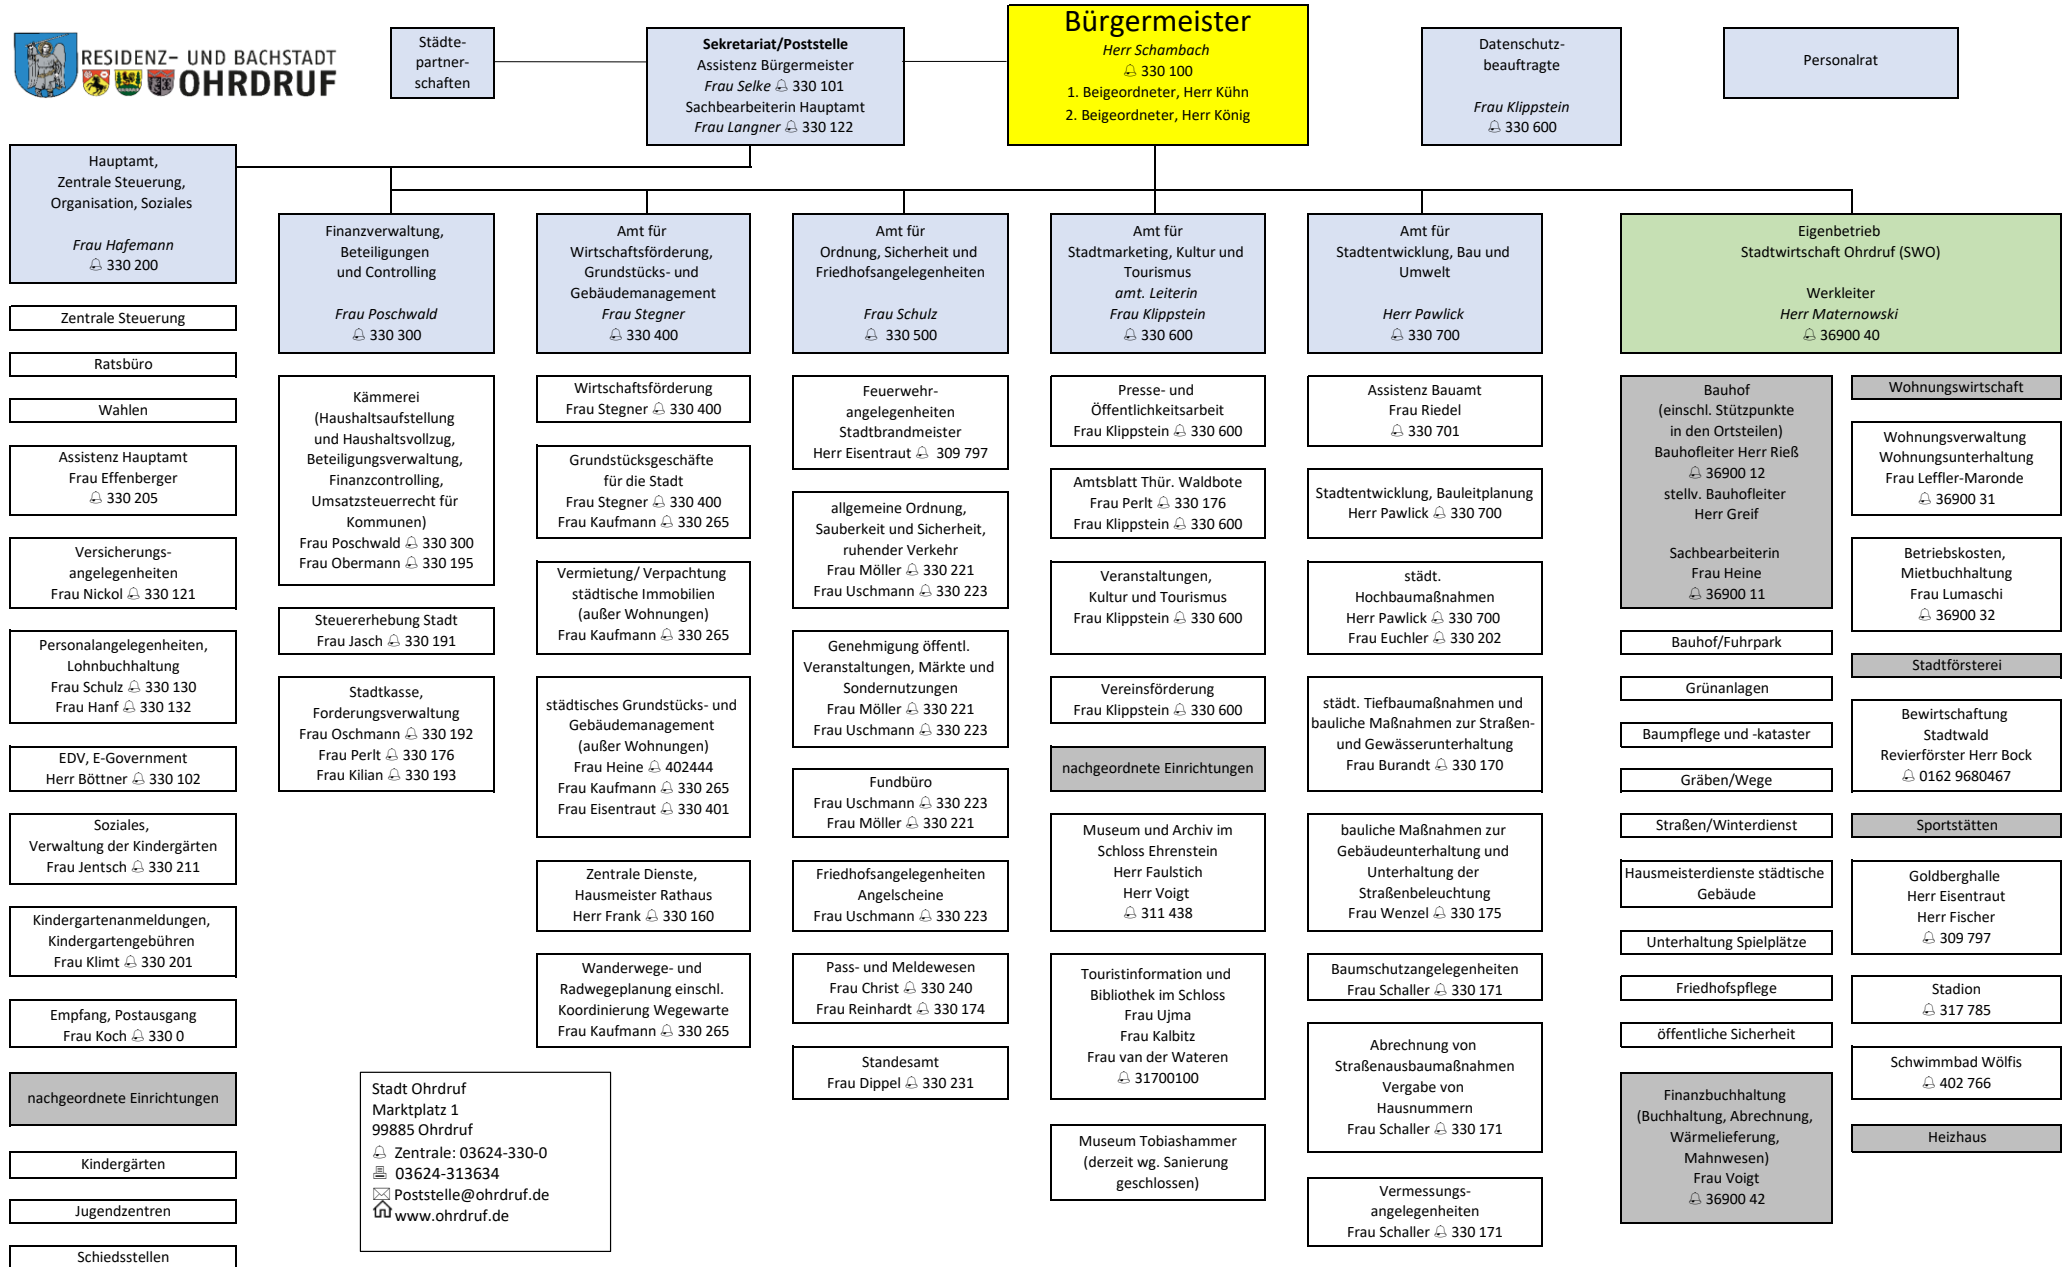 RESIDENZ- UND BACHSTADT
OHRDRUF
Städte-
partner-
schaften
Sekretariat/Poststelle
Assistenz Bürgermeister
Frau Selke 330 101
Sachbearbeiterin Hauptamt
Frau Langner 330 122
Bürgermeister
Herr Schambach
330 100
1. Beigeordneter, Herr Kühn
2. Beigeordneter, Herr König
Datenschutz-
beauftragte
Frau Klippstein
330 600
Personalrat
Hauptamt,
Zentrale Steuerung,
Organisation, Soziales
Frau Hafemann
330 200
Zentrale Steuerung
Ratsbüro
Wahlen
Assistenz Hauptamt
Frau Effenberger
330 205
Versicherungs-
angelegenheiten
Frau Nickol 330 121
Personalangelegenheiten,
Lohnbuchhaltung
Frau Schulz 330 130
Frau Hanf 330 132
EDV, E-Government
Herr Böttner 330 102
Soziales,
Verwaltung der Kindergärten
Frau Jentsch 330 211
Kindergartenanmeldungen,
Kindergartengebühren
Frau Klimt 330 201
Empfang, Postausgang
Frau Koch 330 0
nachgeordnete Einrichtungen
Kindergärten
Jugendzentren
Schiedsstellen
Finanzverwaltung,
Beteiligungen
und Controlling
Frau Poschwald
330 300
Kämmerei
(Haushaltsaufstellung
und Haushaltsvollzug,
Beteiligungsverwaltung,
Finanzcontrolling,
Umsatzsteuerrecht für
Kommunen)
Frau Poschwald 330 300
Frau Obermann 330 195
Steuererhebung Stadt
Frau Jasch 330 191
Stadtkasse,
Forderungsverwaltung
Frau Oschmann 330 192
Frau Perlt 330 176
Frau Kilian 330 193
Amt für
Wirtschaftsförderung,
Grundstücks- und
Gebäudemanagement
Frau Stegner
330 400
Wirtschaftsförderung
Frau Stegner 330 400
Grundstücksgeschäfte
für die Stadt
Frau Stegner 330 400
Frau Kaufmann 330 265
Vermietung/ Verpachtung
städtische Immobilien
(außer Wohnungen)
Frau Kaufmann 330 265
städtisches Grundstücks- und
Gebäudemanagement
(außer Wohnungen)
Frau Heine 402444
Frau Kaufmann 330 265
Frau Eisentraut 330 401
Zentrale Dienste,
Hausmeister Rathaus
Herr Frank 330 160
Wanderwege- und
Radwegeplanung einschl.
Koordinierung Wegewarte
Frau Kaufmann 330 265
Stadt Ohrdruf
Marktplatz 1
99885 Ohrdruf
Zentrale: 03624-330-0
03624-313634
Poststelle@ohrdruf.de
www.ohrdruf.de
Amt für
Ordnung, Sicherheit und
Friedhofsangelegenheiten
Frau Schulz
330 500
Feuerwehr-
angelegenheiten
Stadtbrandmeister
Herr Eisentraut 309 797
allgemeine Ordnung,
Sauberkeit und Sicherheit,
ruhender Verkehr
Frau Möller 330 221
Frau Uschmann 330 223
Genehmigung öffentl.
Veranstaltungen, Märkte und
Sondernutzungen
Frau Möller 330 221
Frau Uschmann 330 223
Fundbüro
Frau Uschmann 330 223
Frau Möller 330 221
Friedhofsangelegenheiten
Angelscheine
Frau Uschmann 330 223
Pass- und Meldewesen
Frau Christ 330 240
Frau Reinhardt 330 174
Standesamt
Frau Dippel 330 231
Amt für
Stadtmarketing, Kultur und
Tourismus
amt. Leiterin
Frau Klippstein
330 600
Presse- und
Öffentlichkeitsarbeit
Frau Klippstein 330 600
Amtsblatt Thür. Waldbote
Frau Perlt 330 176
Frau Klippstein 330 600
Veranstaltungen,
Kultur und Tourismus
Frau Klippstein 330 600
Vereinsförderung
Frau Klippstein 330 600
nachgeordnete Einrichtungen
Museum und Archiv im
Schloss Ehrenstein
Herr Faulstich
Herr Voigt
311 438
Touristinformation und
Bibliothek im Schloss
Frau Ujma
Frau Kalbitz
Frau van der Wateren
31700100
Museum Tobiashammer
(derzeit wg. Sanierung
geschlossen)
Amt für
Stadtentwicklung, Bau und
Umwelt
Herr Pawlick
330 700
Assistenz Bauamt
Frau Riedel
330 701
Stadtentwicklung, Bauleitplanung
Herr Pawlick 330 700
städt.
Hochbaumaßnahmen
Herr Pawlick 330 700
Frau Euchler 330 202
städt. Tiefbaumaßnahmen und
bauliche Maßnahmen zur Straßen-
und Gewässerunterhaltung
Frau Burandt 330 170
bauliche Maßnahmen zur
Gebäudeunterhaltung und
Unterhaltung der
Straßenbeleuchtung
Frau Wenzel 330 175
Baumschutzangelegenheiten
Frau Schaller 330 171
Abrechnung von
Straßenausbaumaßnahmen
Vergabe von
Hausnummern
Frau Schaller 330 171
Vermessungs-
angelegenheiten
Frau Schaller 330 171
Eigenbetrieb
Stadtwirtschaft Ohrdruf (SWO)
Werkleiter
Herr Maternowski
36900 40
Bauhof
(einschl. Stützpunkte
in den Ortsteilen)
Bauhofleiter Herr Rieß
36900 12
stellv. Bauhofleiter
Herr Greif
Sachbearbeiterin
Frau Heine
36900 11
Bauhof/Fuhrpark
Grünanlagen
Baumpflege und -kataster
Gräben/Wege
Straßen/Winterdienst
Hausmeisterdienste städtische
Gebäude
Unterhaltung Spielplätze
Friedhofspflege
öffentliche Sicherheit
Finanzbuchhaltung
(Buchhaltung, Abrechnung,
Wärmelieferung,
Mahnwesen)
Frau Voigt
36900 42
Wohnungswirtschaft
Wohnungsverwaltung
Wohnungsunterhaltung
Frau Leffler-Maronde
36900 31
Betriebskosten,
Mietbuchhaltung
Frau Lumaschi
36900 32
Stadtförsterei
Bewirtschaftung
Stadtwald
Revierförster Herr Bock
0162 9680467
Sportstätten
Goldberghalle
Herr Eisentraut
Herr Fischer
309 797
Stadion
317 785
Schwimmbad Wölfis
402 766
Heizhaus